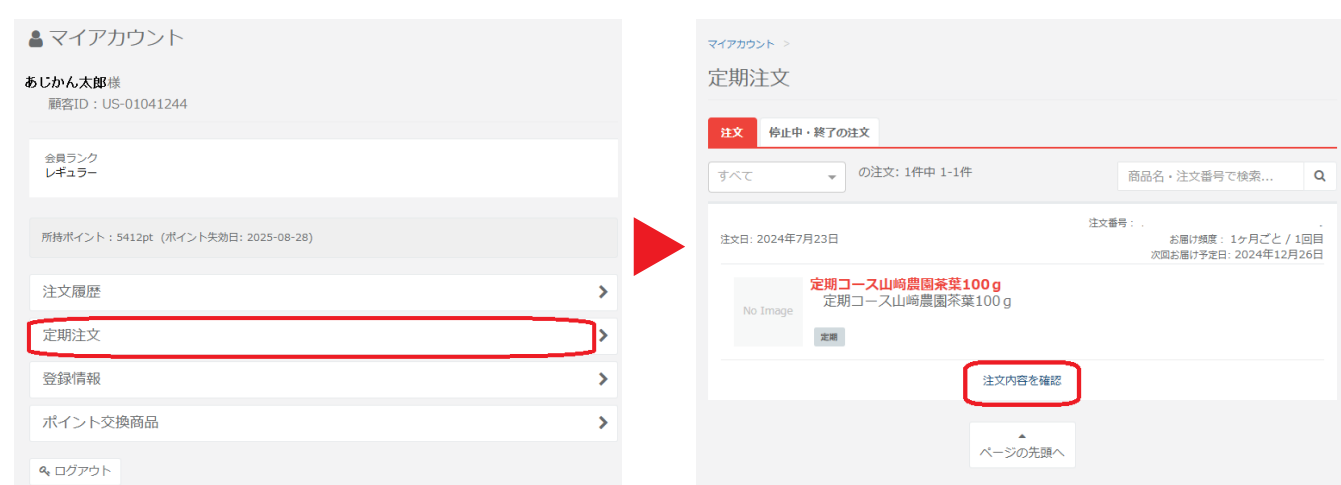 マイアカウント
あじかん太郎様
顧客ID：US-01041244
会員ランク
レギュラー
所持ポイント：5412pt (ポイント失効日: 2025-08-28)
注文履歴
定期注文
登録情報
ポイント交換商品
ログアウト
マイアカウント >
定期注文
注文 停止中・終了の注文
すべて の注文: 1件中 1-1件 商品名・注文番号で検索...
注文番号： . .
注文日: 2024年7月23日
お届け頻度： 1ヶ月ごと / 1回目
次回お届け予定日: 2024年12月26日
No Image
定期コース山﨑農園茶葉100ｇ
定期コース山﨑農園茶葉100ｇ
定期
注文内容を確認
ページの先頭へ